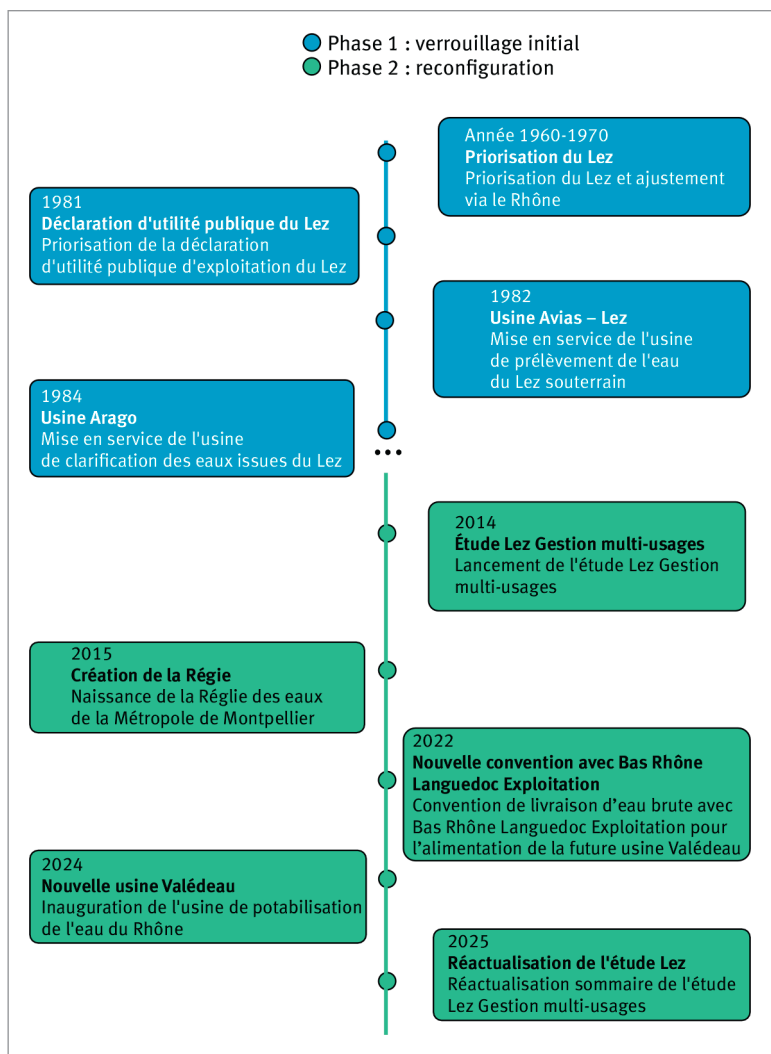 Phase 1 : verrouillage initial
Phase 2 : reconfiguration
Année 1960-1970
Priorisation du Lez
Priorisation du Lez et ajustement
via le Rhône
1981
Déclaration d'utilité publique du Lez
Priorisation de la déclaration
d'utilité publique d'exploitation du Lez
1982
Usine Avias – Lez
Mise en service de l'usine
de prélèvement de l'eau
du Lez souterrain
1984
Usine Arago
Mise en service de l'usine
de clarification des eaux issues du Lez
...
2014
Étude Lez Gestion multi-usages
Lancement de l'étude Lez Gestion
multi-usages
2015
Création de la Régie
Naissance de la Réglie des eaux
de la Métropole de Montpellier
2022
Nouvelle convention avec Bas Rhône
Languedoc Exploitation
Convention de livraison d’eau brute avec
Bas Rhône Languedoc Exploitation pour
l’alimentation de la future usine Valédeau
2024
Nouvelle usine Valédeau
Inauguration de l'usine de potabilisation
de l'eau du Rhône
2025
Réactualisation de l'étude Lez
Réactualisation sommaire de l'étude
Lez Gestion multi-usages